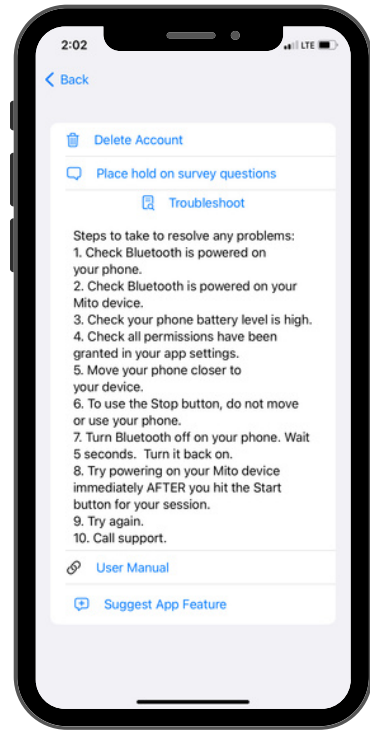 2:02
LTE
Back
Delete Account
Place hold on survey questions
Troubleshoot
Steps to take to resolve any problems:
1. Check Bluetooth is powered on
your phone.
2. Check Bluetooth is powered on your
Mito device.
3. Check your phone battery level is high.
4. Check all permissions have been
granted in your app settings.
5. Move your phone closer to
your device.
6. To use the Stop button, do not move
or use your phone.
7. Turn Bluetooth off on your phone. Wait
5 seconds.  Turn it back on.
8. Try powering on your Mito device
immediately AFTER you hit the Start
button for your session.
9. Try again.
10. Call support.
User Manual
Suggest App Feature